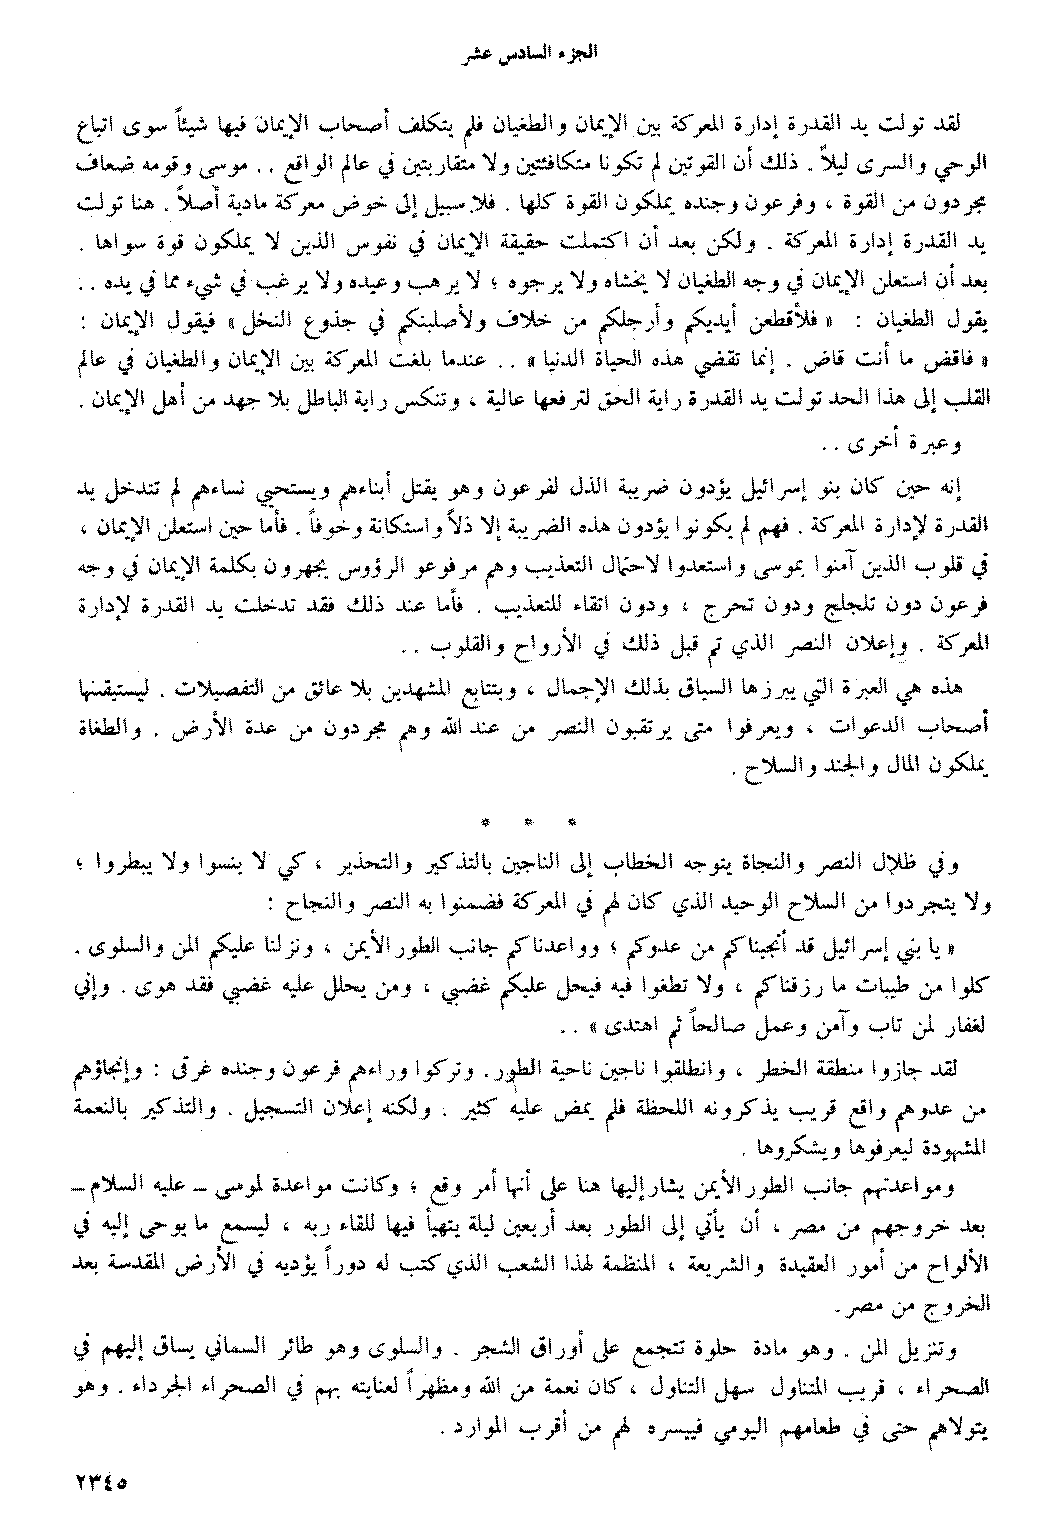 الجزء السادس عشر
لقد تولت يد القدرة إدارة المعركة بين الإيمان والطغيان فلم يتكلف أصحاب الإيمان فيها شيئاً سوى اتباع
الوحي والسرى ليلاً . ذلك أن القوتين لم تكونا متكافئتين ولا متقاربتين في عالم الواقع .. موسى وقومه ضعاف
مجردون من القوة ، وفرعون وجنده يملكون القوة كلها . فلا سبيل إلى خوض معركة مادية أصلاً . هنا تولت
يد القدرة إدارة المعركة . ولكن بعد أن اكتملت حقيقة الإيمان في نفوس الذين لا يملكون قوة سواها .
بعد أن استعلن الإيمان في وجه الطغيان لا يخشاه ولا يرجوه ؛ لا يرهب وعيده ولا يرغب في شيء مما في يده ..
يقول الطغيان : « فلأقطعن أيديكم وأرجلكم من خلاف ولأصلبنكم في جذوع النخل » فيقول الإيمان :
« فاقض ما أنت قاض . إنما تقضي هذه الحياة الدنيا » .. عندما بلغت المعركة بين الإيمان والطغيان في عالم
القلب إلى هذا الحد تولت يد القدرة راية الحق لترفعها عالية ، وتنكس راية الباطل بلا جهد من أهل الإيمان .
وعبرة أخرى ..
إنه حين كان بنو إسرائيل يؤدون ضريبة الذل لفرعون وهو يقتل أبناءهم ويستحيي نساءهم لم تتدخل يد
القدرة لإدارة المعركة . فهم لم يكونوا يؤدون هذه الضريبة إلا ذلاً واستكانة وخوفاً . فأما حين استعلن الإيمان ،
في قلوب الذين آمنوا بموسى واستعدوا لاحتمال التعذيب وهم مرفوعو الرؤوس يجهرون بكلمة الإيمان في وجه
فرعون دون تلجلج ودون تحرج ، ودون اتقاء للتعذيب . فأما عند ذلك فقد تدخلت يد القدرة لإدارة
المعركة . وإعلان النصر الذي تم قبل ذلك في الأرواح والقلوب ..
هذه هي العبرة التي يبرزها السياق بذلك الإجمال ، وبتتابع المشهدين بلا عائق من التفصيلات . ليستيقنها
أصحاب الدعوات ، ويعرفوا متى يرتقبون النصر من عند الله وهم مجردون من عدة الأرض . والطغاة
يملكون المال والجند والسلاح .
* * *
وفي ظلال النصر والنجاة يتوجه الخطاب إلى الناجين بالتذكير والتحذير ، كي لا ينسوا ولا يبطروا ؛
ولا يتجردوا من السلاح الوحيد الذي كان لهم في المعركة فضمنوا به النصر والنجاح :
« يا بني إسرائيل قد أنجيناكم من عدوكم ؛ وواعدناكم جانب الطور الأيمن ، ونزلنا عليكم المن والسلوى .
كلوا من طيبات ما رزقناكم ، ولا تطغوا فيه فيحل عليكم غضبي ، ومن يحلل عليه غضبي فقد هوى . وإني
لغفار لمن تاب وآمن وعمل صالحاً ثم اهتدى » ..
لقد جازوا منطقة الخطر ، وانطلقوا ناجين ناحية الطور. وتركوا وراءهم فرعون وجنده غرقى : وإنجاؤهم
من عدوهم واقع قريب يذكرونه اللحظة فلم يمض عليه كثير . ولكنه إعلان التسجيل . والتذكير بالنعمة
المشهودة ليعرفوها ويشكروها .
ومواعدتهم جانب الطور الأيمن يشار إليها هنا على أنها أمر وقع ؛ وكانت مواعدة لموسى ـ عليه السلام ـ
بعد خروجهم من مصر ، أن يأتي إلى الطور بعد أربعين ليلة يتهيأ فيها للقاء ربه ، ليسمع ما يوحى إليه في
الألواح من أمور العقيدة والشريعة ، المنظمة لهذا الشعب الذي كتب له دوراً يؤديه في الأرض المقدسة بعد
الخروج من مصر.
وتنزيل المن . وهو مادة حلوة تتجمع على أوراق الشجر . والسلوى وهو طائر السماني يساق إليهم في
الصحراء ، قريب المتناول سهل التناول ، كان نعمة من الله ومظهراً لعنايته بهم في الصحراء الجرداء . وهو
يتولاهم حتى في طعامهم اليومي فييسره لهم من أقرب الموارد .
٢٣٤٥